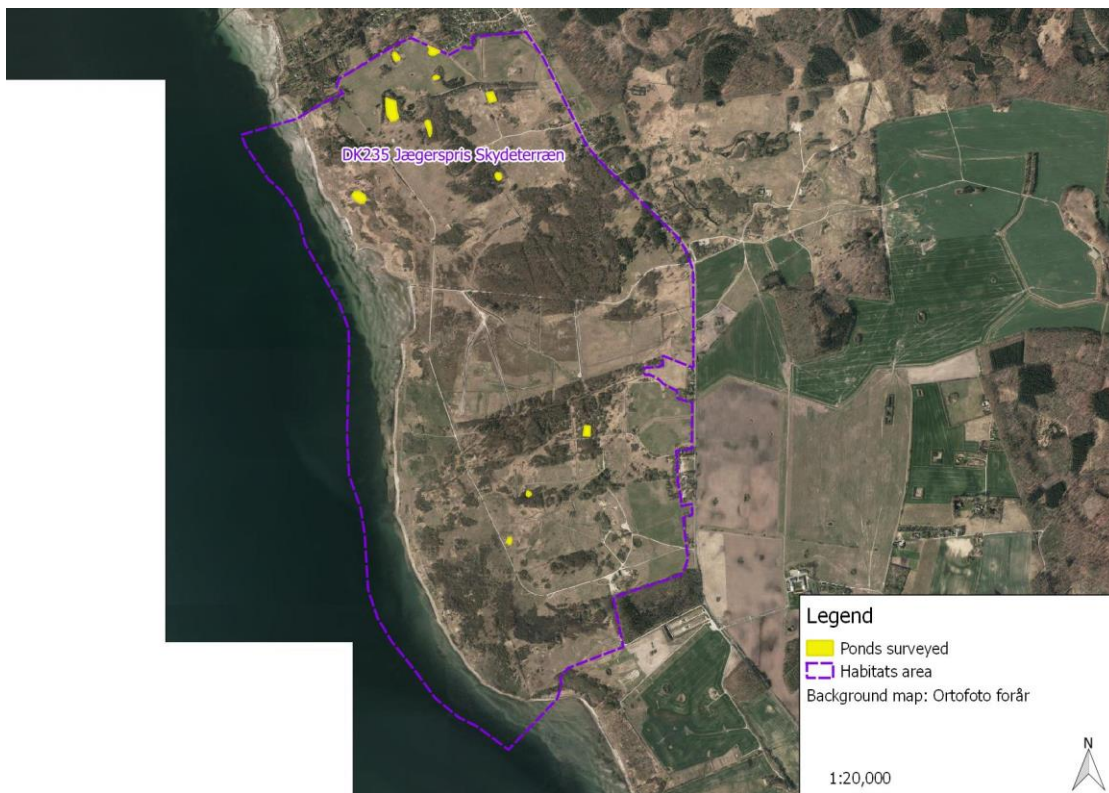 DK235 Jægerspris Skydeterræn
Legend
Ponds surveyed
Habitats area
Background map: Ortofoto forår
1:20,000
N